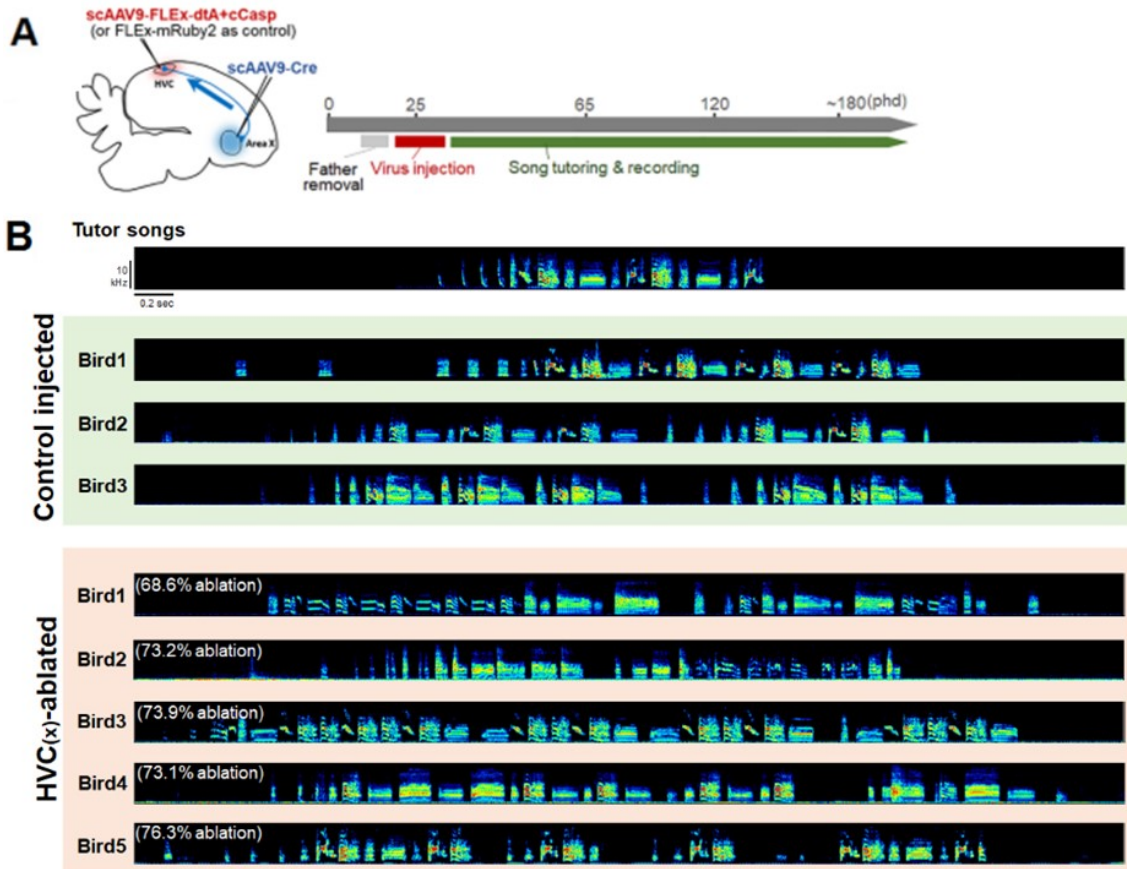 A
scAAV9-FLEx-dtA+cCasp
(or FLEx-mRuby2 as control)
scAAV9-Cre
HVC
Area X
0 25 65 120 ~180(phd)
Father removal
Virus injection
Song tutoring & recording
B
Tutor songs
10
kHz
0.2 sec
Control injected
Bird1
Bird2
Bird3
HVC(x)-ablated
Bird1 (68.6% ablation)
Bird2 (73.2% ablation)
Bird3 (73.9% ablation)
Bird4 (73.1% ablation)
Bird5 (76.3% ablation)